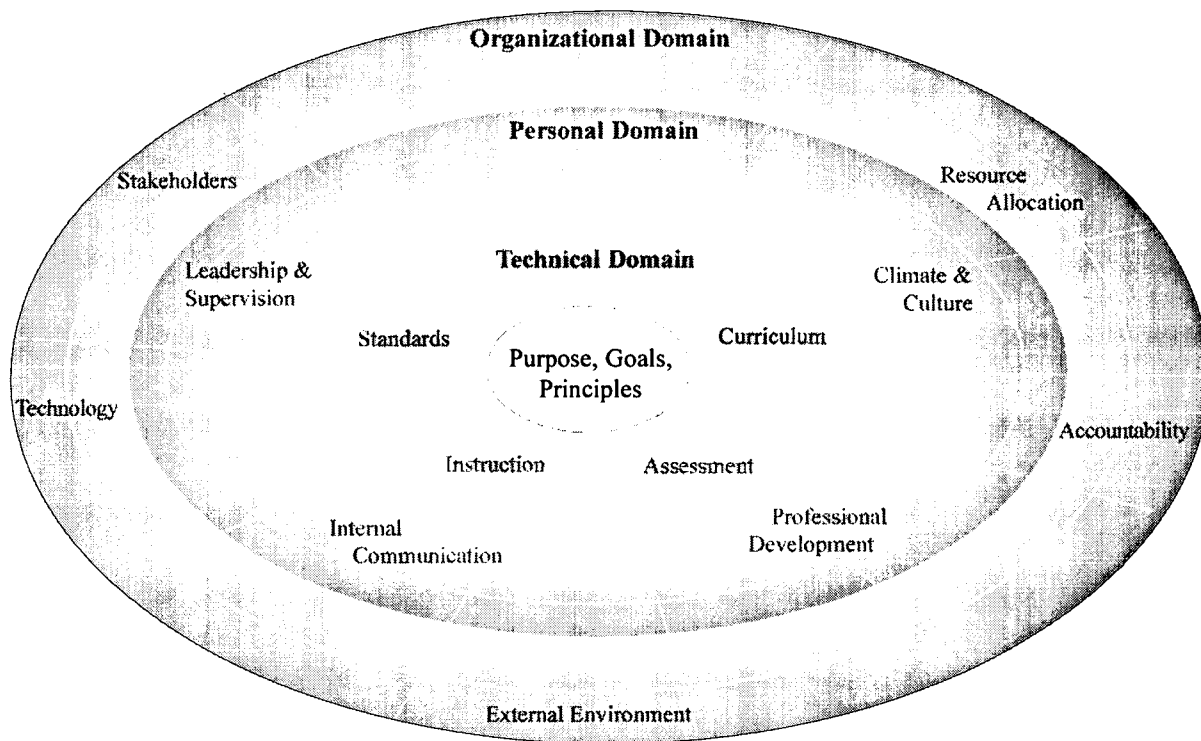 Organizational Domain
Personal Domain
Stakeholders
Resource
Allocation
Technical Domain
Leadership &
Supervision
Climate &
Culture
Standards
Curriculum
Purpose, Goals,
Principles
Technology
Accountability
Instruction
Assessment
Internal
Communication
Professional
Development
External Environment